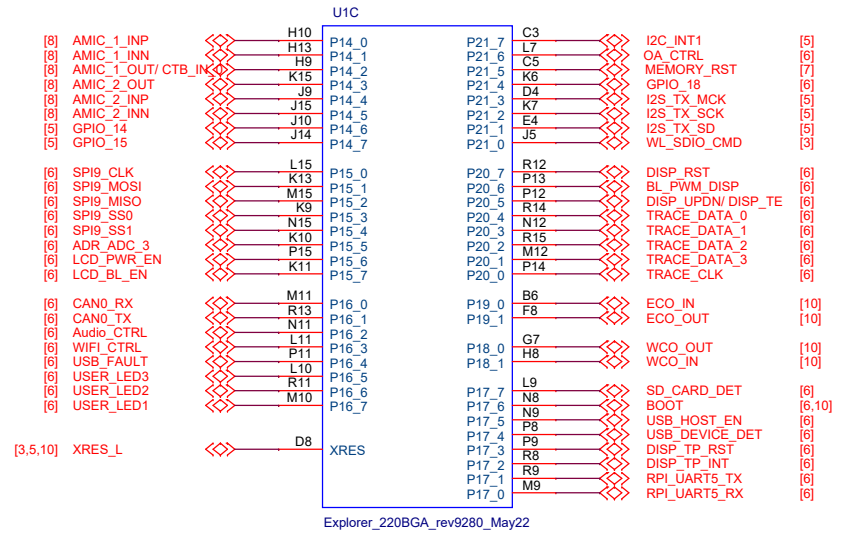 U1C
[8] AMIC_1_INP H10 P14_0 P21_7 C3 I2C_INT1 [5]
[8] AMIC_1_INN H13 P14_1 P21_6 L7 OA_CTRL [6]
[8] AMIC_1_OUT/ CTB_IN_0 H9 P14_2 P21_5 C5 MEMORY_RST [7]
[8] AMIC_2_OUT K15 P14_3 P21_4 K6 GPIO_18 [6]
[8] AMIC_2_INP J9 P14_4 P21_3 D4 I2S_TX_MCK [5]
[8] AMIC_2_INN J15 P14_5 P21_2 K7 I2S_TX_SCK [5]
[5] GPIO_14 J10 P14_6 P21_1 E4 I2S_TX_SD [5]
[5] GPIO_15 J14 P14_7 P21_0 J5 WL_SDIO_CMD [3]
[6] SPI9_CLK L15 P15_0 P20_7 R12 DISP_RST [6]
[6] SPI9_MOSI K13 P15_1 P20_6 P13 BL_PWM_DISP [6]
[6] SPI9_MISO M15 P15_2 P20_5 P12 DISP_UPDN/ DISP_TE [6]
[6] SPI9_SS0 K9 P15_3 P20_4 R14 TRACE_DATA_0 [6]
[6] SPI9_SS1 N15 P15_4 P20_3 N12 TRACE_DATA_1 [6]
[6] ADR_ADC_3 K10 P15_5 P20_2 R15 TRACE_DATA_2 [6]
[6] LCD_PWR_EN P15 P15_6 P20_1 M12 TRACE_DATA_3 [6]
[6] LCD_BL_EN K11 P15_7 P20_0 P14 TRACE_CLK [6]
[6] CAN0_RX M11 P16_0 P19_0 B6 ECO_IN [10]
[6] CAN0_TX R13 P16_1 P19_1 F8 ECO_OUT [10]
[6] Audio_CTRL N11 P16_2
[6] WIFI_CTRL L11 P16_3 P18_0 G7 WCO_OUT [10]
[6] USB_FAULT P11 P16_4 P18_1 H8 WCO_IN [10]
[6] USER_LED3 L10 P16_5
[6] USER_LED2 R11 P16_6 P17_7 L9 SD_CARD_DET [6]
[6] USER_LED1 M10 P16_7 P17_6 N8 BOOT [6,10]
P17_5 N9 USB_HOST_EN [6]
P17_4 P8 USB_DEVICE_DET [6]
[3,5,10] XRES_L D8 XRES P17_3 P9 DISP_TP_RST [6]
P17_2 R8 DISP_TP_INT [6]
P17_1 R9 RPI_UART5_TX [6]
P17_0 M9 RPI_UART5_RX [6]
Explorer_220BGA_rev9280_May22